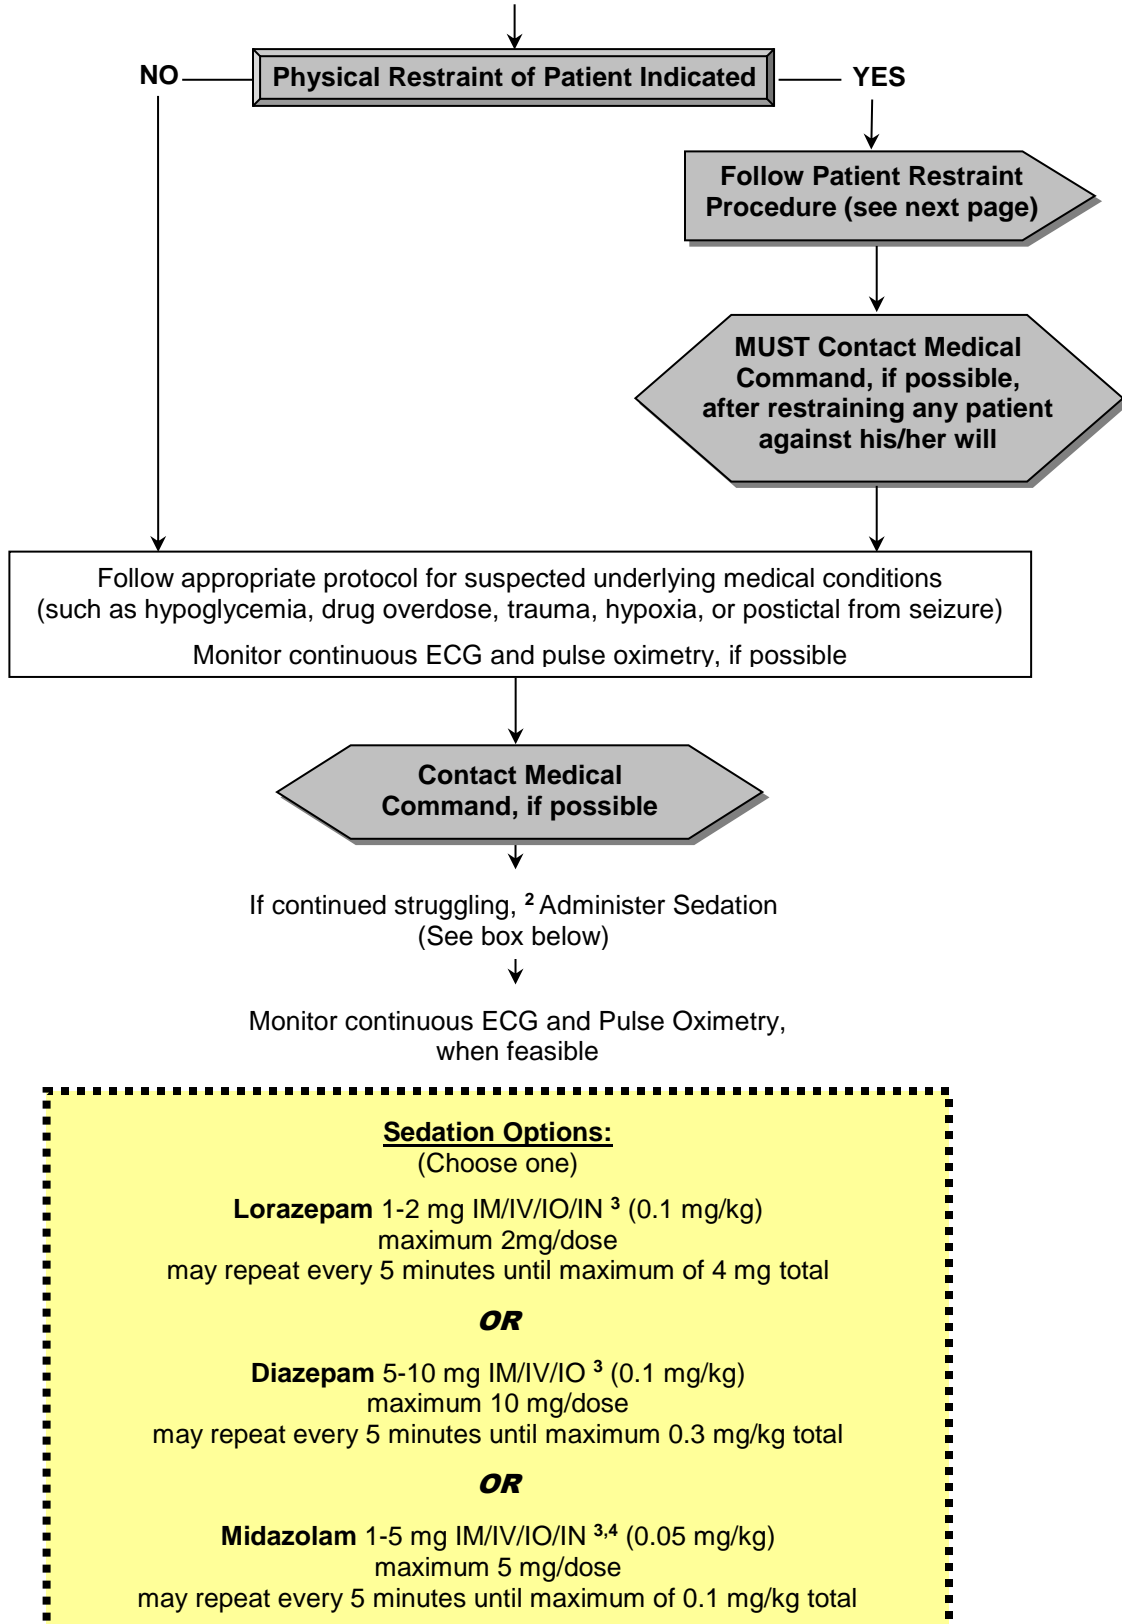 NO
Physical Restraint of Patient Indicated
YES
Follow Patient Restraint
Procedure (see next page)
MUST Contact Medical
Command, if possible,
after restraining any patient
against his/her will
Follow appropriate protocol for suspected underlying medical conditions
(such as hypoglycemia, drug overdose, trauma, hypoxia, or postictal from seizure)
Monitor continuous ECG and pulse oximetry, if possible
Contact Medical
Command, if possible
If continued struggling, ² Administer Sedation
(See box below)
Monitor continuous ECG and Pulse Oximetry,
when feasible
Sedation Options:
(Choose one)
Lorazepam 1-2 mg IM/IV/IO/IN ³ (0.1 mg/kg)
maximum 2mg/dose
may repeat every 5 minutes until maximum of 4 mg total
OR
Diazepam 5-10 mg IM/IV/IO ³ (0.1 mg/kg)
maximum 10 mg/dose
may repeat every 5 minutes until maximum 0.3 mg/kg total
OR
Midazolam 1-5 mg IM/IV/IO/IN ³,⁴ (0.05 mg/kg)
maximum 5 mg/dose
may repeat every 5 minutes until maximum of 0.1 mg/kg total